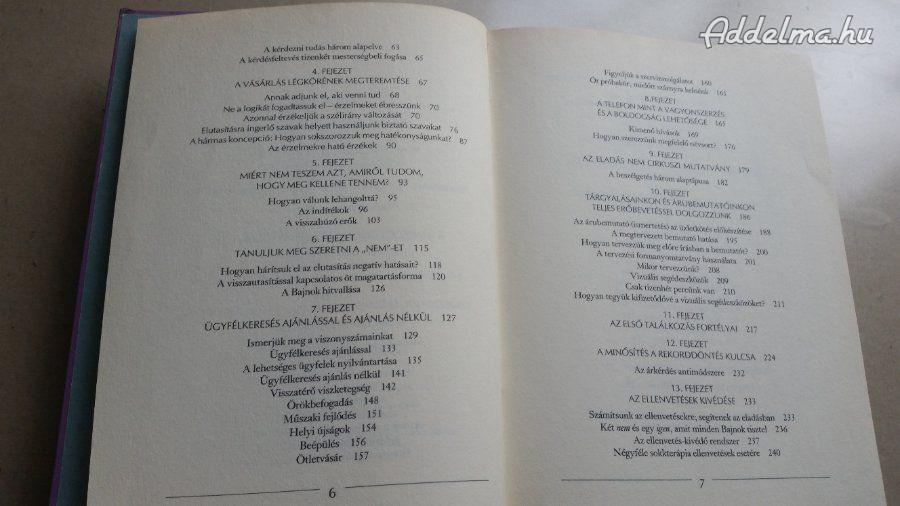 Addelma.hu
A kérdezni tudás három alapelve 63
A kérdésfeltevés tizenkét mesterségbeli fogása 65
4. FEJEZET
A VÁSÁRLÁS LÉGKÖRÉNEK MEGTEREMTÉSE 67
Annak adjunk el, aki venni tud 68
Ne a logikát fogadtassuk el – érzelmeket ébresszünk 70
Azonnal érzékeljük a szélirány változását 70
Elutasításra ingerlő szavak helyett használjunk bíztató szavakat 76
A hármas koncepció: Hogyan sokszorozzuk meg hatékonyságunkat? 87
Az érzelmekre ható érzékek 90
5. FEJEZET
MIÉRT NEM TESZEM AZT, AMIRŐL TUDOM,
HOGY MEG KELLENE TENNEM? 93
Hogyan válunk lehangolttá? 95
Az indítékok 96
A visszahúzó erők 103
6. FEJEZET
TANULJUK MEG SZERETNI A „NEM”-ET 115
Hogyan hárítsuk el az elutasítás negatív hatásait? 118
A visszautasítással kapcsolatos öt magatartásforma 120
A Bajnok hitvallása 126
7. FEJEZET
ÜGYFÉLKERESÉS AJÁNLÁSSAL ÉS AJÁNLÁS NÉLKÜL 127
Ismerjük meg a viszonyszámainkat 129
Ügyfélkeresés ajánlással 133
A lehetséges ügyfelek nyilvántartása 135
Ügyfélkeresés ajánlás nélkül 141
Visszatérő viszketegség 142
Örökbefogadás 148
Műszaki fejlődés 151
Helyi újságok 154
Beépülés 156
Ötletvásár 157
6
Figyeljük a szervizszolgálatot 160
Öt próbakör, mielőtt szárnyra kelnénk 161
8. FEJEZET
A TELEFON MINT A VAGYONSZERZÉS
ÉS A BOLDOGSÁG LEHETŐSÉGE 165
Kimenő hívások 169
Hogyan szerezzünk megfelelő névsort? 176
9. FEJEZET
AZ ELADÁS NEM CIRKUSZI MUTATVÁNY 179
A beszélgetés három alaptípusa 182
10. FEJEZET
TÁRGYALÁSAINKON ÉS ÁRUBEMUTATÓINKON
TELJES ERŐBEVETÉSSEL DOLGOZZUNK 186
Az árubemutató (ismertetés) az üzletkötés előkészítése 188
A megtervezett bemutató hatása 195
Hogyan tervezzük meg előre írásban a bemutatót? 200
A tervezési formanyomtatvány használata 201
Mikor tervezzünk? 208
Vizuális segédeszközök 209
Csak tizenhét percünk van 210
Hogyan tegyük kifizetődővé a vizuális segédeszközöket? 211
11. FEJEZET
AZ ELSŐ TALÁLKOZÁS FORTÉLYAI 217
12. FEJEZET
A MINŐSÍTÉS A REKORDDÖNTÉS KULCSA 224
Az árkérdés antimódszere 232
13. FEJEZET
AZ ELLENVETÉSEK KIVÉDÉSE 233
Számítsunk az ellenvetésekre, segítenek az eladásban 233
Két nem és egy igen, amit minden Bajnok tisztel 236
Az ellenvetés-kivédő rendszer 237
Négyféle sokkterápia ellenvetések esetére 240
7